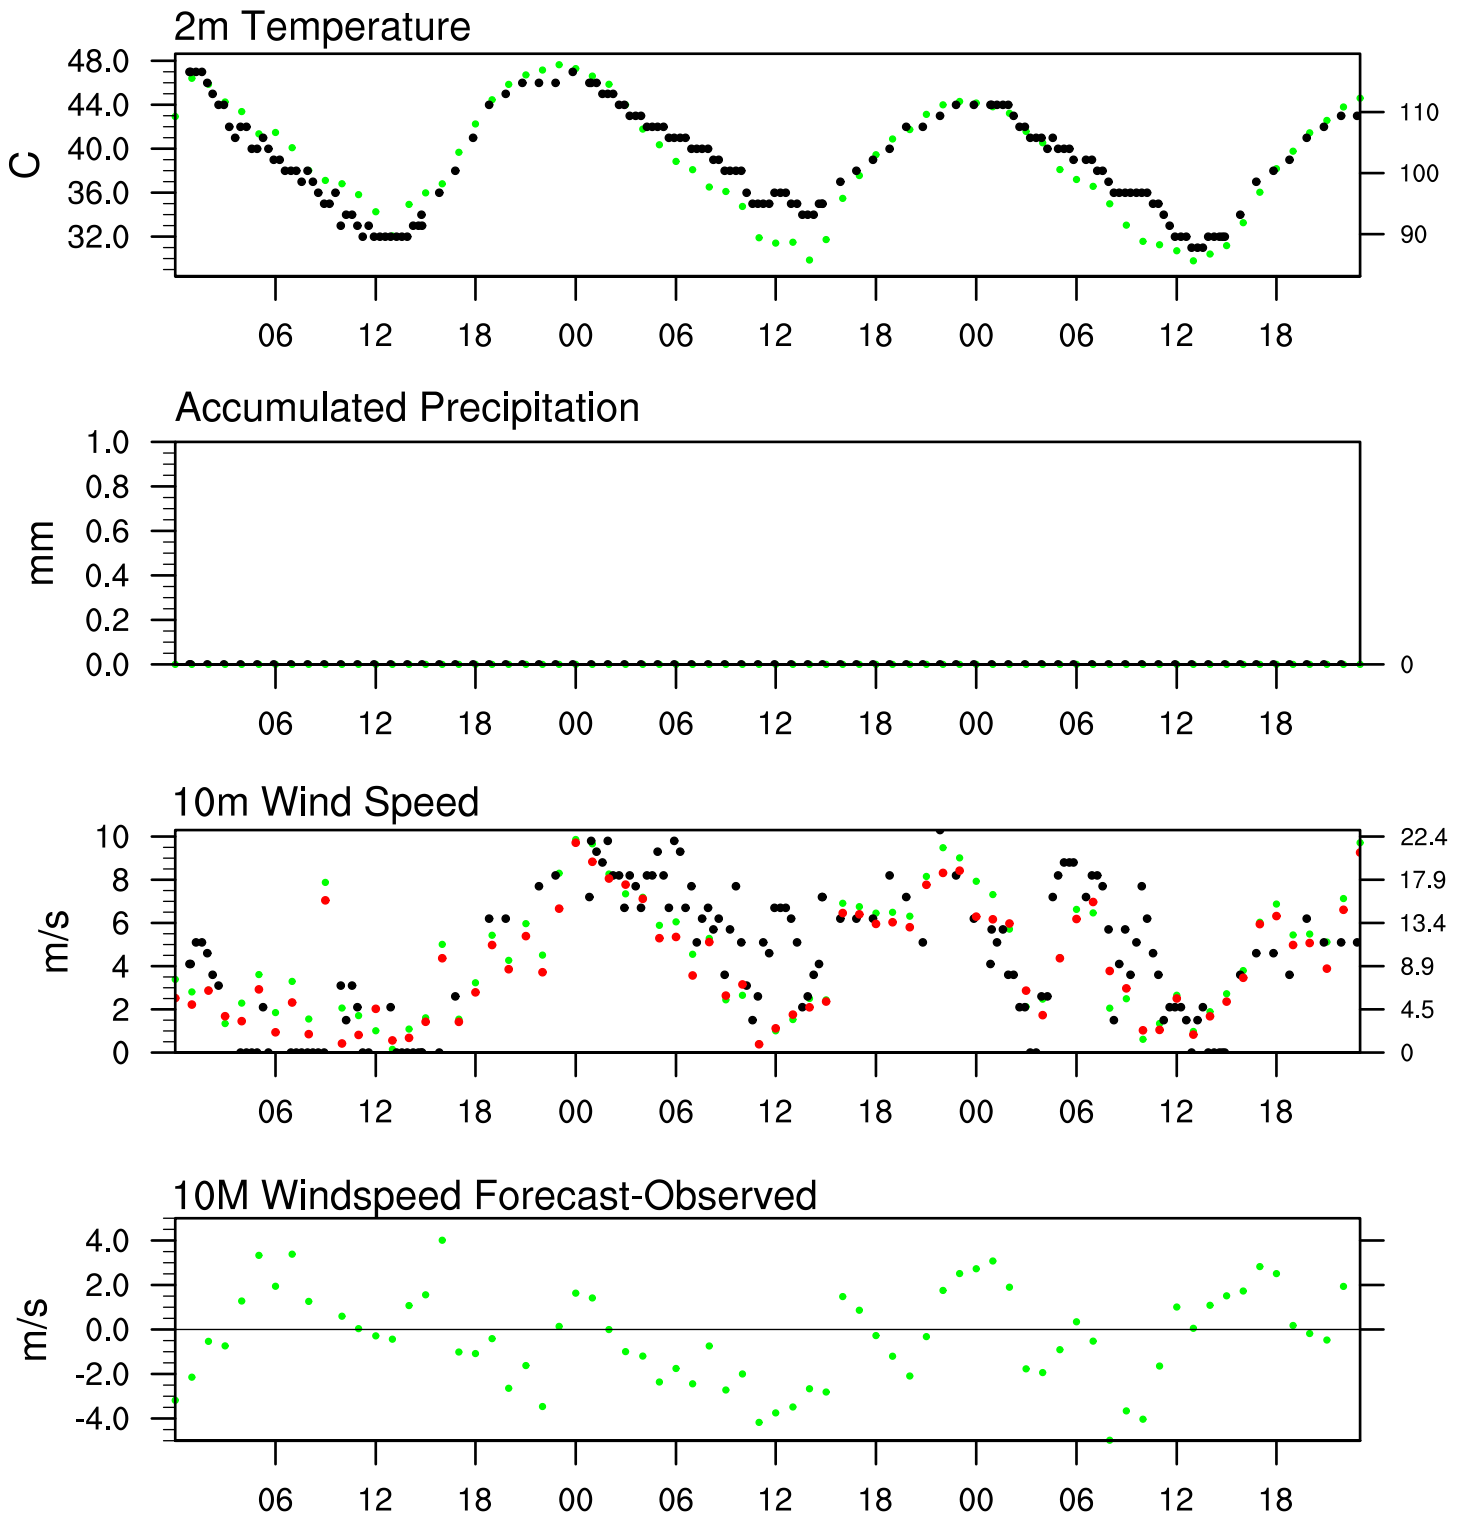 2m Temperature
48.0
44.0
40.0
36.0
32.0
C
110
100
90
06 12 18 00 06 12 18 00 06 12 18
Accumulated Precipitation
1.0
0.8
0.6
0.4
0.2
0.0
mm
0
06 12 18 00 06 12 18 00 06 12 18
10m Wind Speed
10
8
6
4
2
0
m/s
22.4
17.9
13.4
8.9
4.5
0
06 12 18 00 06 12 18 00 06 12 18
10M Windspeed Forecast-Observed
4.0
2.0
0.0
-2.0
-4.0
m/s
06 12 18 00 06 12 18 00 06 12 18